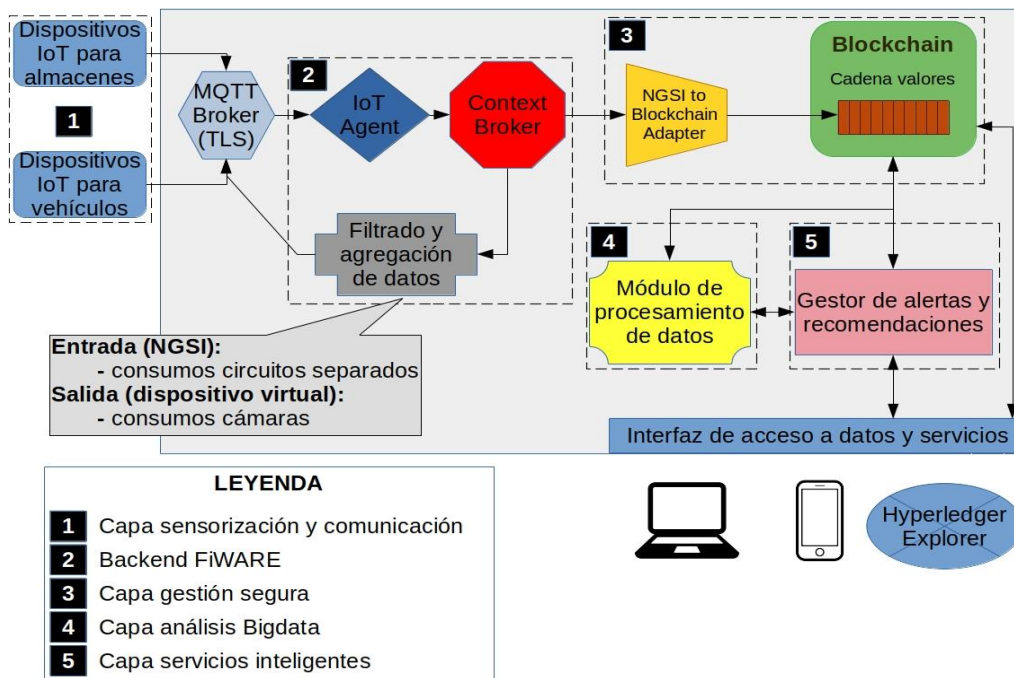 Dispositivos
IoT para
almacenes
1
Dispositivos
IoT para
vehículos
MQTT
Broker
(TLS)
2
IoT
Agent
Context
Broker
Filtrado y
agregación
de datos
Entrada (NGSI):
- consumos circuitos separados
Salida (dispositivo virtual):
- consumos cámaras
3
NGSI to
Blockchain
Adapter
Blockchain
Cadena valores
4
Módulo de
procesamiento
de datos
5
Gestor de alertas y
recomendaciones
Interfaz de acceso a datos y servicios
Hyperledger
Explorer
LEYENDA
1 Capa sensorización y comunicación
2 Backend FiWARE
3 Capa gestión segura
4 Capa análisis Bigdata
5 Capa servicios inteligentes